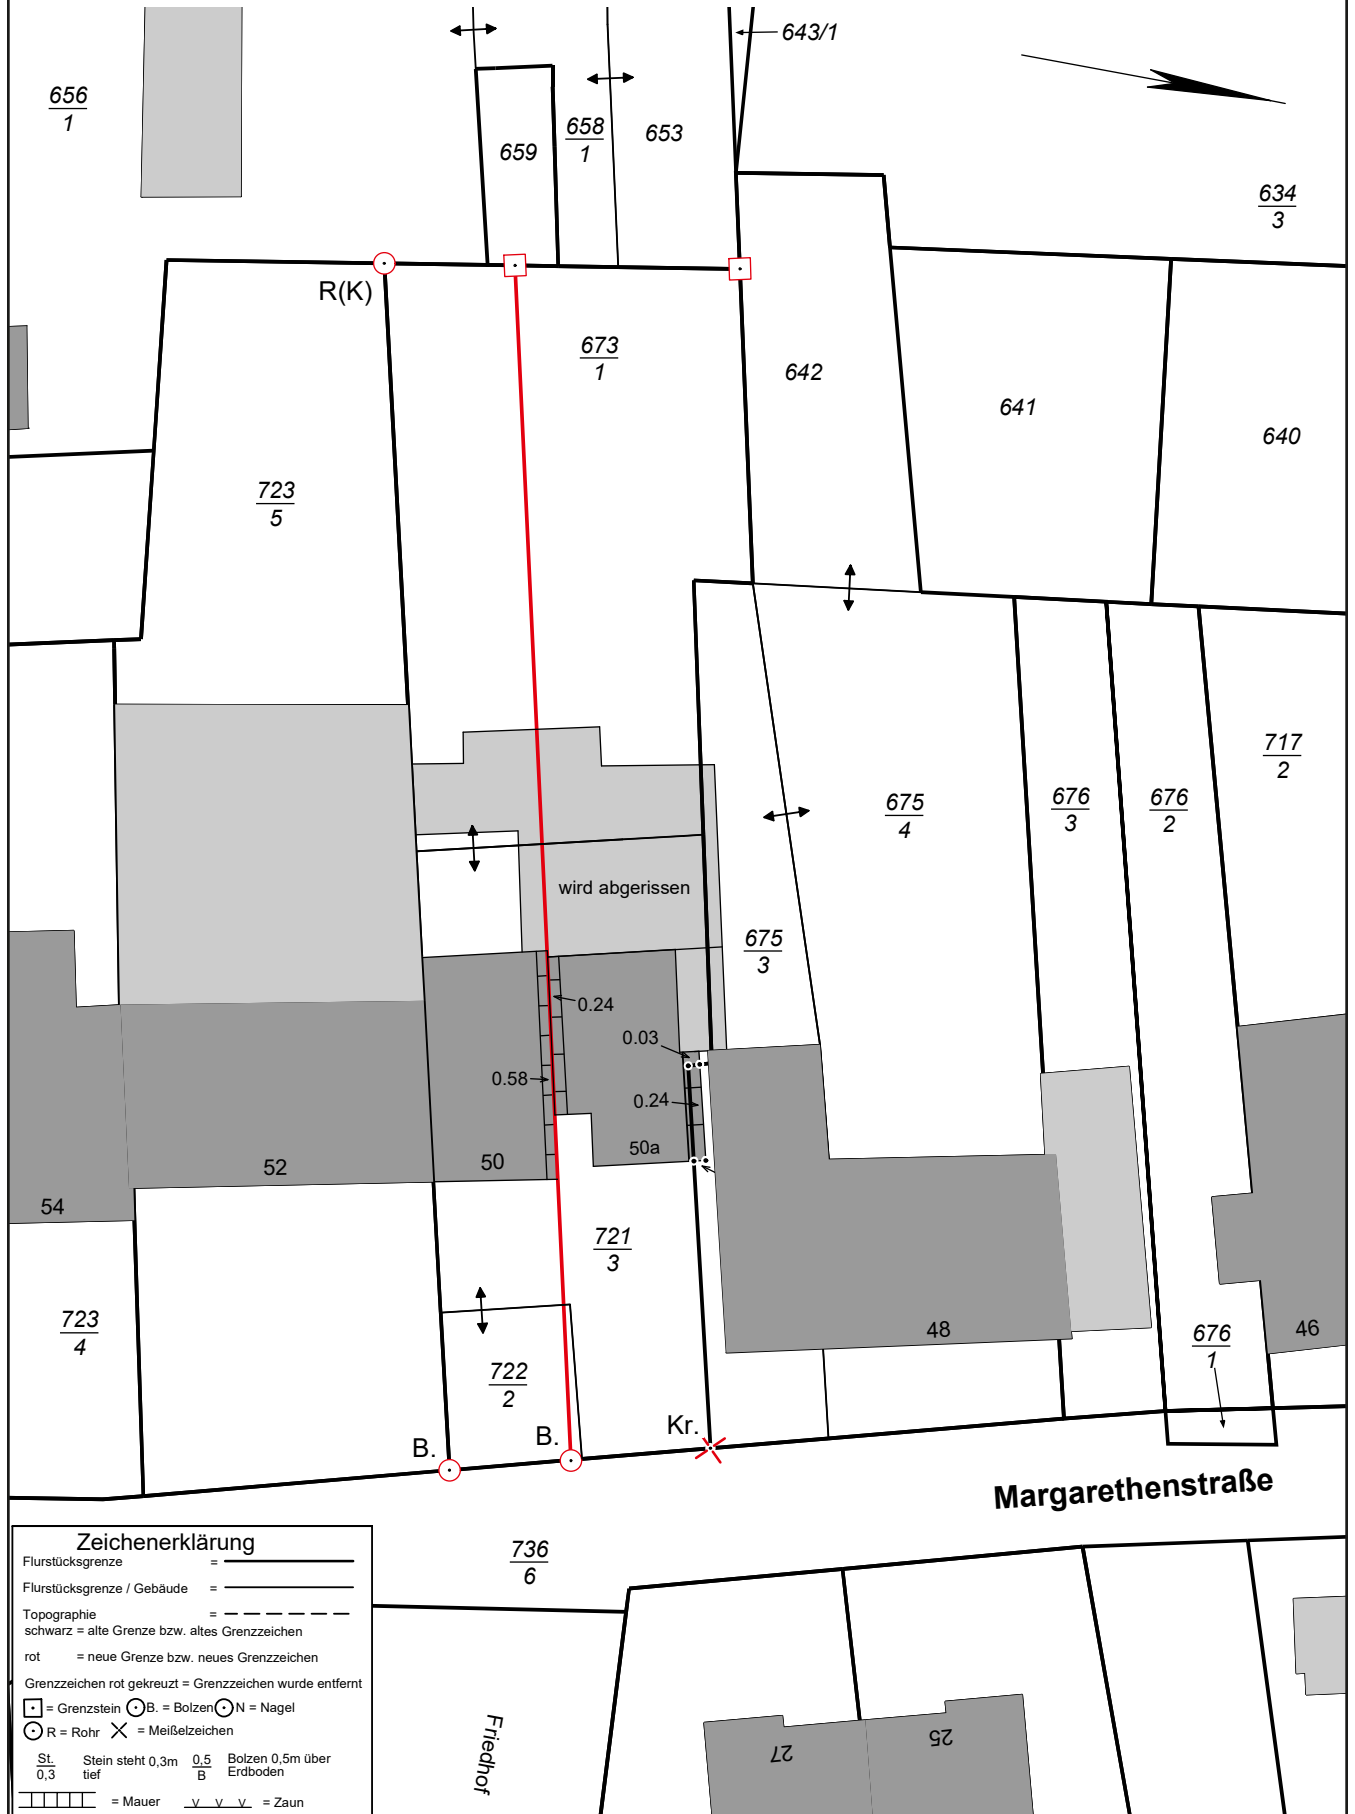 643/1
656
1
659
658
1
653
634
3
R(K)
673
1
642
641
640
723
5
717
2
675
4
676
3
676
2
wird abgerissen
675
3
0.24
0.03
0.58
0.24
50a
52
50
54
721
3
723
4
48
46
676
1
722
2
B.
B.
Kr.
Margarethenstraße
736
6
Zeichenerklärung
Flurstücksgrenze =
Flurstücksgrenze / Gebäude =
Topographie =
schwarz = alte Grenze bzw. altes Grenzzeichen
rot = neue Grenze bzw. neues Grenzzeichen
Grenzzeichen rot gekreuzt = Grenzzeichen wurde entfernt
= Grenzstein B. = Bolzen N = Nagel
R = Rohr = Meißelzeichen
St.
0,3
Stein steht 0,3m
tief
0,5
B
Bolzen 0,5m über
Erdboden
= Mauer v v v = Zaun
Friedhof
27
25